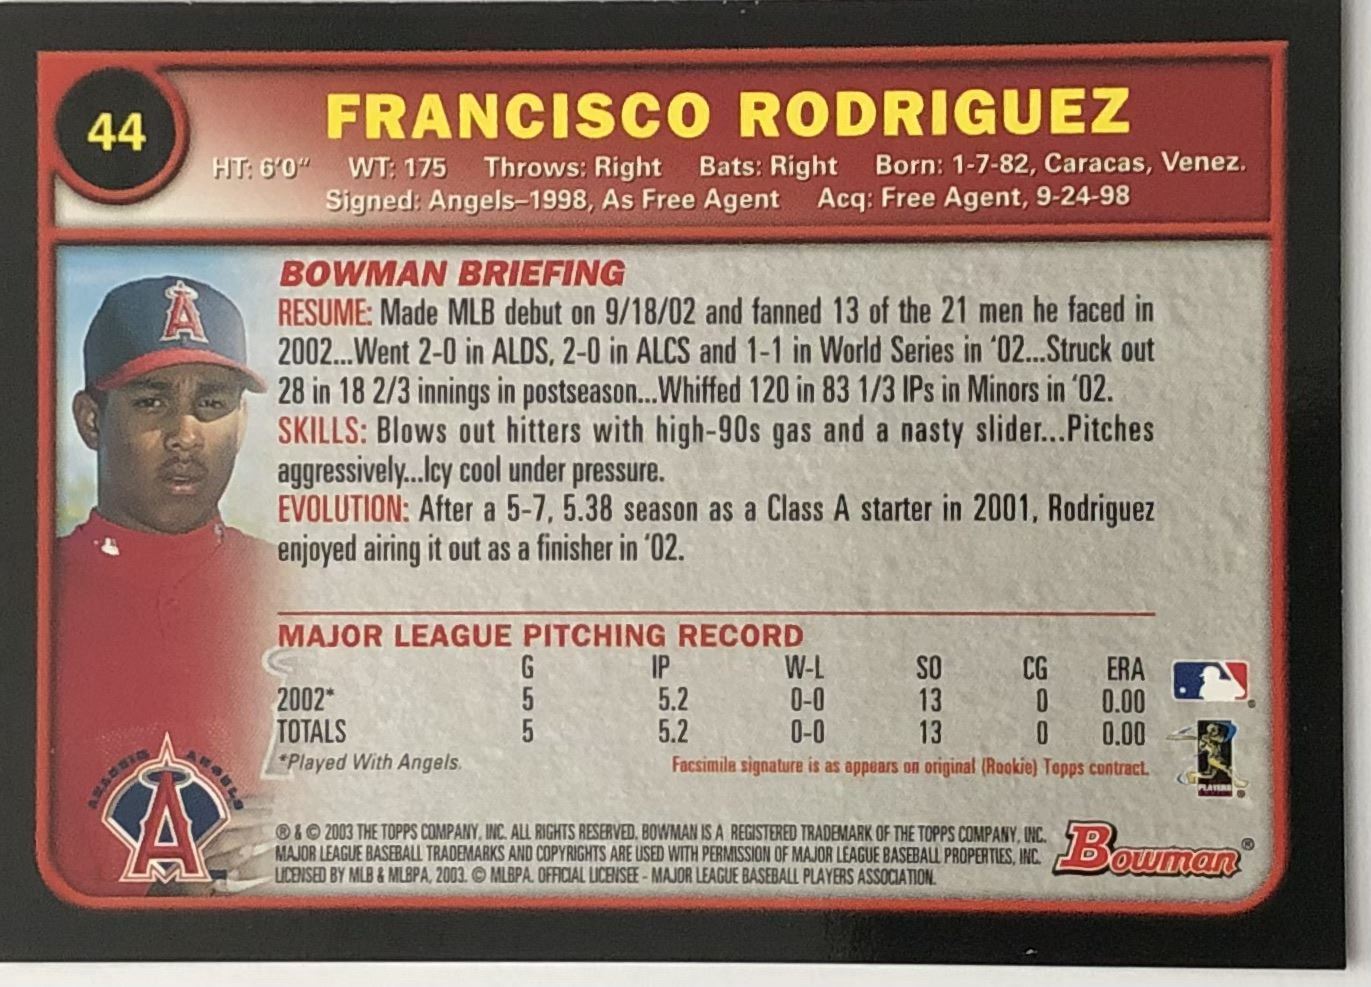 44
FRANCISCO RODRIGUEZ
HT: 6'0" WT: 175 Throws: Right Bats: Right Born: 1-7-82, Caracas, Venez.
Signed: Angels–1998, As Free Agent Acq: Free Agent, 9-24-98
A
BOWMAN BRIEFING
RESUME: Made MLB debut on 9/18/02 and fanned 13 of the 21 men he faced in
2002...Went 2-0 in ALDS, 2-0 in ALCS and 1-1 in World Series in '02...Struck out
28 in 18 2/3 innings in postseason...Whiffed 120 in 83 1/3 IPs in Minors in '02.
SKILLS: Blows out hitters with high-90s gas and a nasty slider...Pitches
aggressively...Icy cool under pressure.
EVOLUTION: After a 5-7, 5.38 season as a Class A starter in 2001, Rodriguez
enjoyed airing it out as a finisher in '02.
MAJOR LEAGUE PITCHING RECORD
G IP W-L SO CG ERA
2002* 5 5.2 0-0 13 0 0.00
TOTALS 5 5.2 0-0 13 0 0.00
*Played With Angels.
Facsimile signature is as appears on original (Rookie) Topps contract.
ANAHEIM ANGELS
A
PLAYERS
® & © 2003 THE TOPPS COMPANY, INC. ALL RIGHTS RESERVED. BOWMAN IS A REGISTERED TRADEMARK OF THE TOPPS COMPANY, INC.
MAJOR LEAGUE BASEBALL TRADEMARKS AND COPYRIGHTS ARE USED WITH PERMISSION OF MAJOR LEAGUE BASEBALL PROPERTIES, INC.
LICENSED BY MLB & MLBPA, 2003. © MLBPA. OFFICIAL LICENSEE - MAJOR LEAGUE BASEBALL PLAYERS ASSOCIATION.
Bowman®